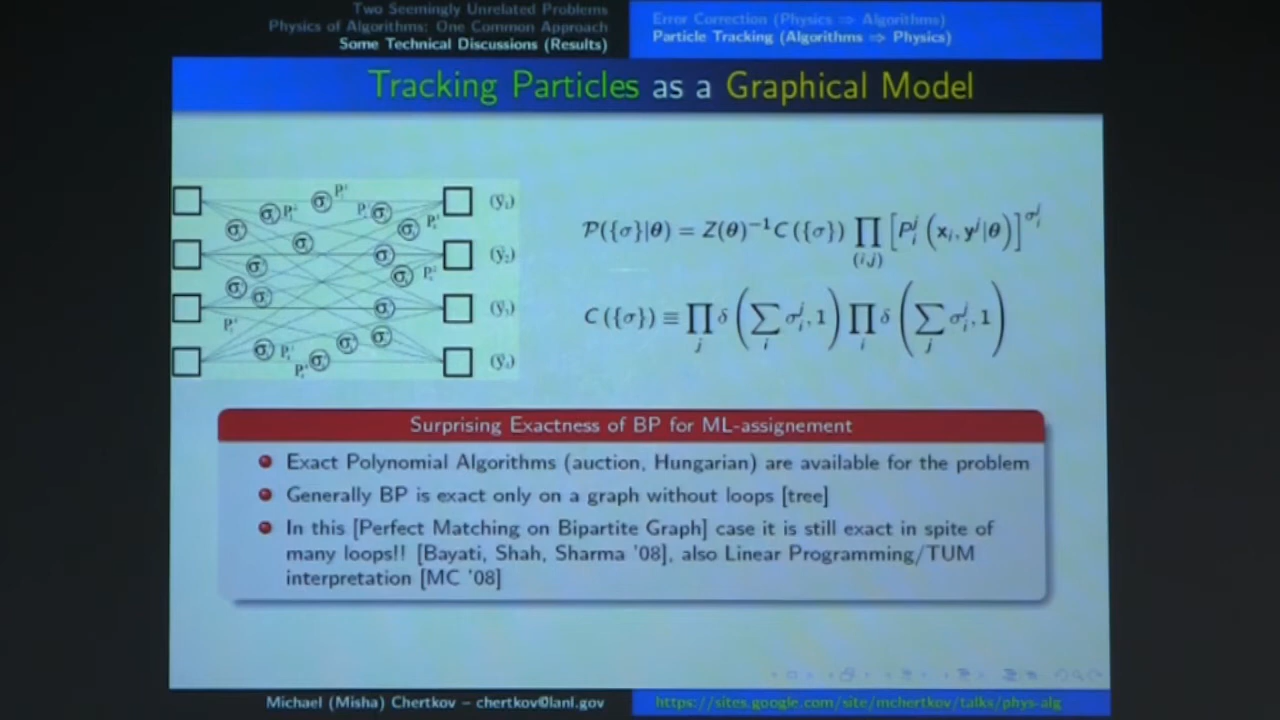 Two Seemingly Unrelated Problems
Physics of Algorithms: One Common Approach
Some Technical Discussions (Results)
Error Correction (Physics ⇒ Algorithms)
Particle Tracking (Algorithms ⇒ Physics)
Tracking Particles as a Graphical Model
𝒫({σ}|θ) = Z(θ)⁻¹C({σ}) ∏_(i,j) [P_i^j (x_i, y^j|θ)]^{σ_i^j}
C({σ}) ≡ ∏_j δ (∑_i σ_i^j, 1) ∏_i δ (∑_j σ_i^j, 1)
Surprising Exactness of BP for ML-assignement
Exact Polynomial Algorithms (auction, Hungarian) are available for the problem
Generally BP is exact only on a graph without loops [tree]
In this [Perfect Matching on Bipartite Graph] case it is still exact in spite of
many loops!! [Bayati, Shah, Sharma '08], also Linear Programming/TUM
interpretation [MC '08]
Michael (Misha) Chertkov – chertkov@lanl.gov
https://sites.google.com/site/mchertkov/talks/phys-alg